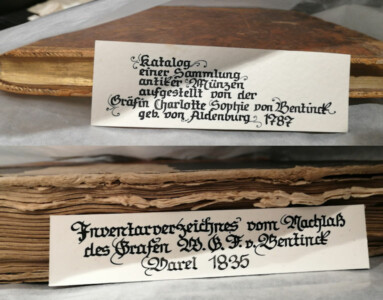 Katalog
einer Sammlung
antiker Münzen
aufgestellt von der
Gräfin Charlotte Sophie von Bentinck
geb. von Aldenburg 1787
Inventarverzeichnes vom Nachlaß
des Grafen W. G. F. v. Bentinck
Varel 1835